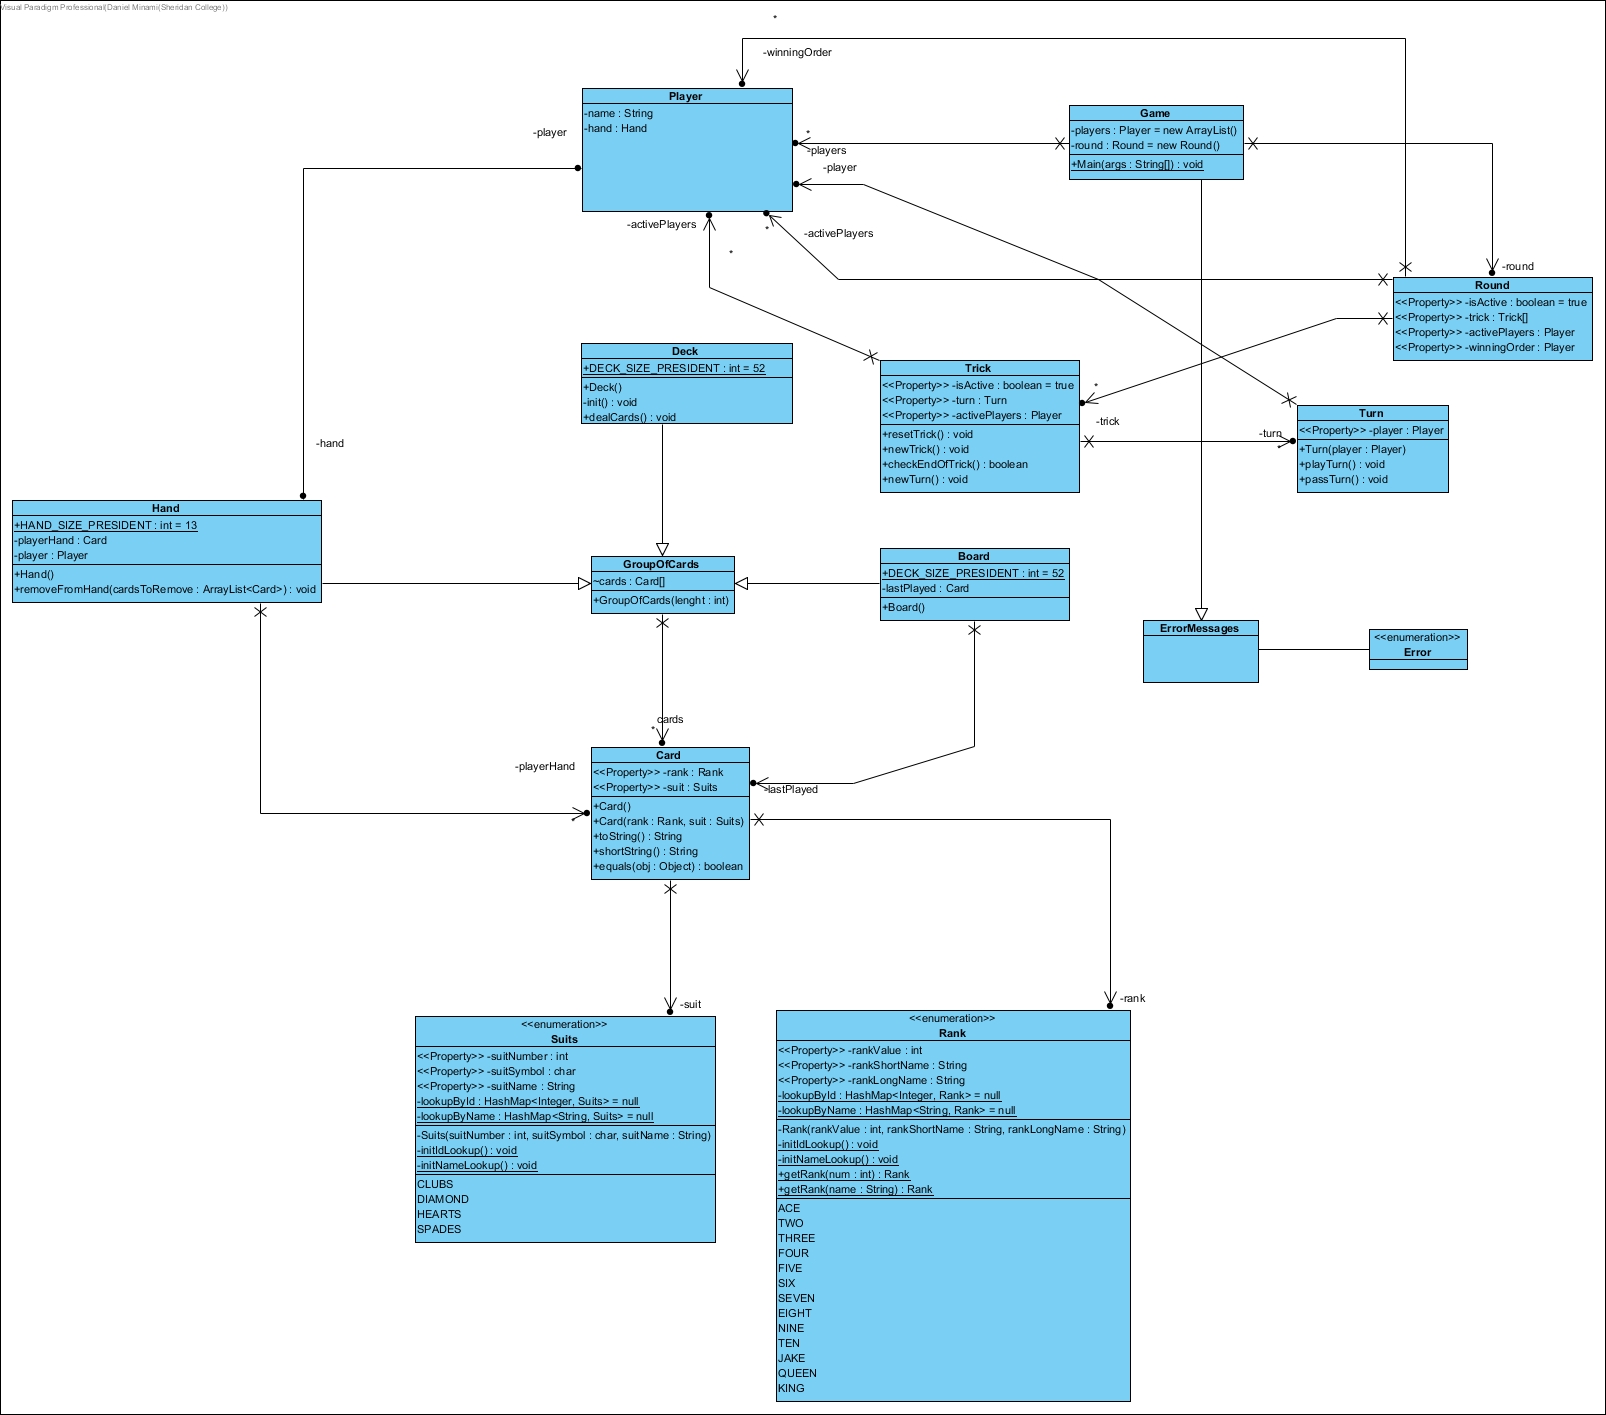 Visual Paradigm Professional(Daniel Minami(Sheridan College))
*
-winningOrder
Player
-name : String
-hand : Hand
-player
*
-players
-player
Game
-players : Player = new ArrayList()
-round : Round = new Round()
+Main(args : String[]) : void
-activePlayers
*
*
-activePlayers
-round
Round
<<Property>> -isActive : boolean = true
<<Property>> -trick : Trick[]
<<Property>> -activePlayers : Player
<<Property>> -winningOrder : Player
Deck
+DECK_SIZE_PRESIDENT : int = 52
+Deck()
-init() : void
+dealCards() : void
Trick
<<Property>> -isActive : boolean = true
<<Property>> -turn : Turn
<<Property>> -activePlayers : Player
+resetTrick() : void
+newTrick() : void
+checkEndOfTrick() : boolean
+newTurn() : void
*
-trick
-turn
*
Turn
<<Property>> -player : Player
+Turn(player : Player)
+playTurn() : void
+passTurn() : void
-hand
Hand
+HAND_SIZE_PRESIDENT : int = 13
-playerHand : Card
-player : Player
+Hand()
+removeFromHand(cardsToRemove : ArrayList<Card>) : void
GroupOfCards
~cards : Card[]
+GroupOfCards(lenght : int)
Board
+DECK_SIZE_PRESIDENT : int = 52
-lastPlayed : Card
+Board()
ErrorMessages
<<enumeration>>
Error
cards
*
-playerHand
*
Card
<<Property>> -rank : Rank
<<Property>> -suit : Suits
+Card()
+Card(rank : Rank, suit : Suits)
+toString() : String
+shortString() : String
+equals(obj : Object) : boolean
-lastPlayed
-suit
-rank
<<enumeration>>
Suits
<<Property>> -suitNumber : int
<<Property>> -suitSymbol : char
<<Property>> -suitName : String
-lookupById : HashMap<Integer, Suits> = null
-lookupByName : HashMap<String, Suits> = null
-Suits(suitNumber : int, suitSymbol : char, suitName : String)
-initIdLookup() : void
-initNameLookup() : void
CLUBS
DIAMOND
HEARTS
SPADES
<<enumeration>>
Rank
<<Property>> -rankValue : int
<<Property>> -rankShortName : String
<<Property>> -rankLongName : String
-lookupById : HashMap<Integer, Rank> = null
-lookupByName : HashMap<String, Rank> = null
-Rank(rankValue : int, rankShortName : String, rankLongName : String)
-initIdLookup() : void
-initNameLookup() : void
+getRank(num : int) : Rank
+getRank(name : String) : Rank
ACE
TWO
THREE
FOUR
FIVE
SIX
SEVEN
EIGHT
NINE
TEN
JAKE
QUEEN
KING